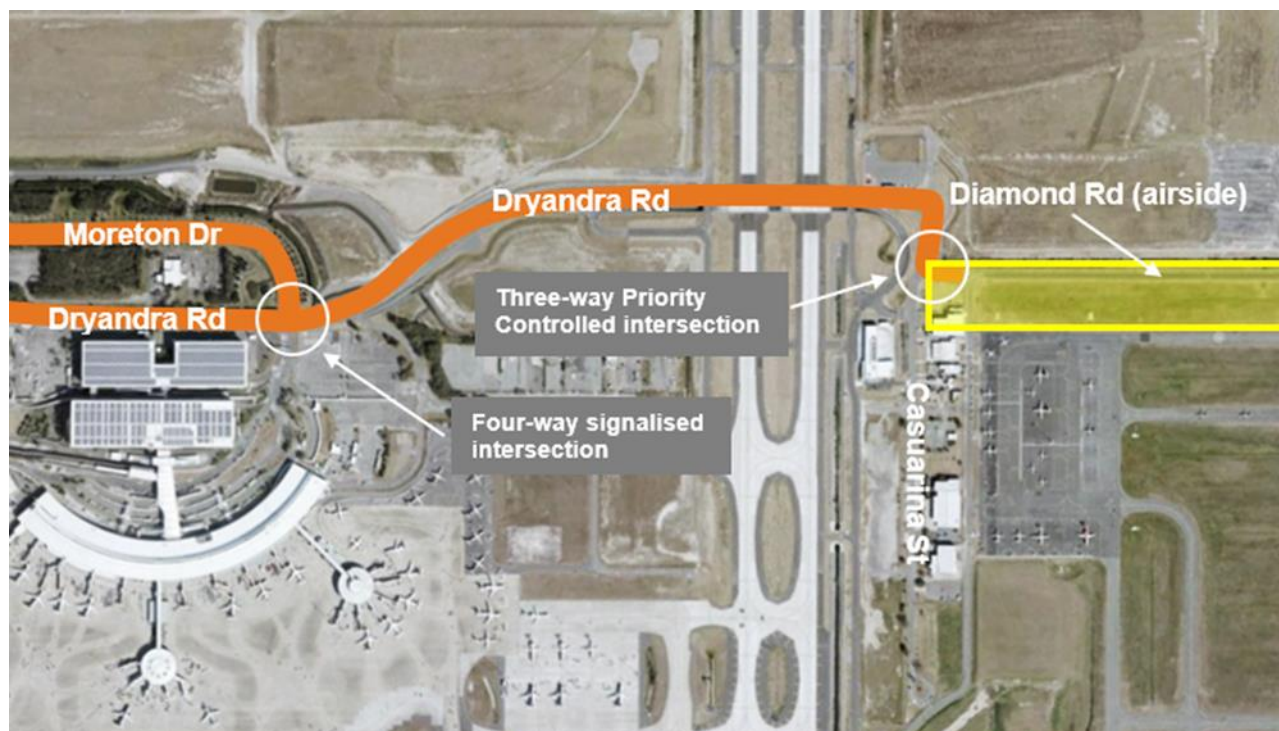 Dryandra Rd
Diamond Rd (airside)
Moreton Dr
Three-way Priority
Controlled intersection
Dryandra Rd
Casuarina St
Four-way signalised
intersection